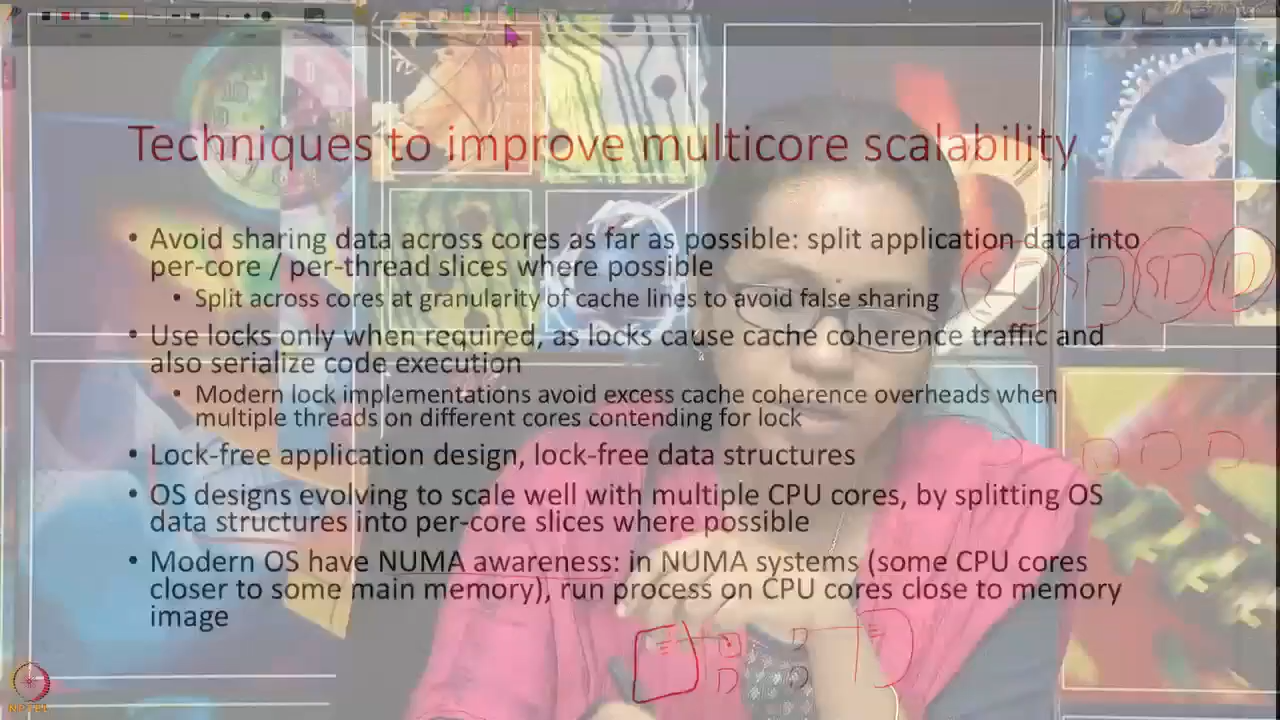 Techniques to improve multicore scalability
• Avoid sharing data across cores as far as possible: split application data into
per-core / per-thread slices where possible
• Split across cores at granularity of cache lines to avoid false sharing
• Use locks only when required, as locks cause cache coherence traffic and
also serialize code execution
• Modern lock implementations avoid excess cache coherence overheads when
multiple threads on different cores contending for lock
• Lock-free application design, lock-free data structures
• OS designs evolving to scale well with multiple CPU cores, by splitting OS
data structures into per-core slices where possible
• Modern OS have NUMA awareness: in NUMA systems (some CPU cores
closer to some main memory), run process on CPU cores close to memory
image
NPTEL